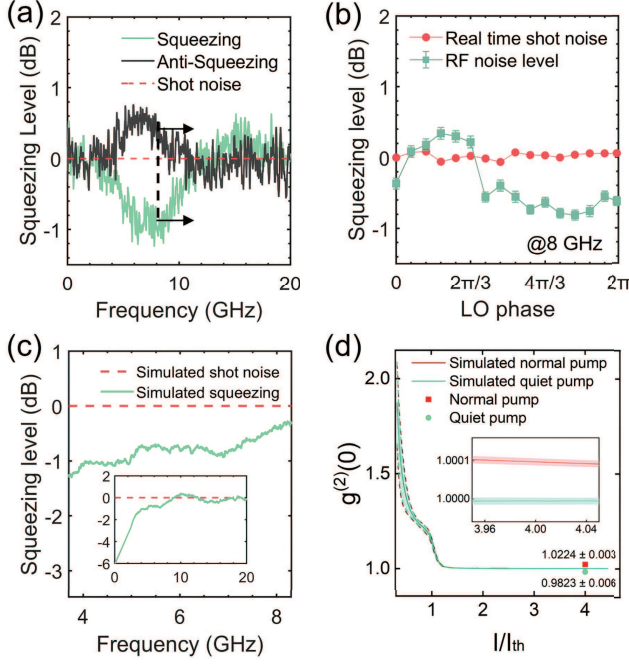 (a)
Squeezing
Anti-Squeezing
Shot noise
Squeezing Level (dB)
1
0
-1
0 10 20
Frequency (GHz)
(b)
Real time shot noise
RF noise level
Squeezing Level (dB)
1
0
-1
@8 GHz
0 2π/3 4π/3 2π
LO phase
(c)
Simulated shot noise
Simulated squeezing
Squeezing level (dB)
1
0
-1
-2
-3
2
0
-2
-4
-6
0 10 20
4 6 8
Frequency (GHz)
(d)
Simulated normal pump
Simulated quiet pump
Normal pump
Quiet pump
g⁽²⁾(0)
2.0
1.5
1.0
1.0001
1.0000
3.96 4.00 4.04
1.0224 ± 0.003
0.9823 ± 0.006
1 2 3 4
I/Ith